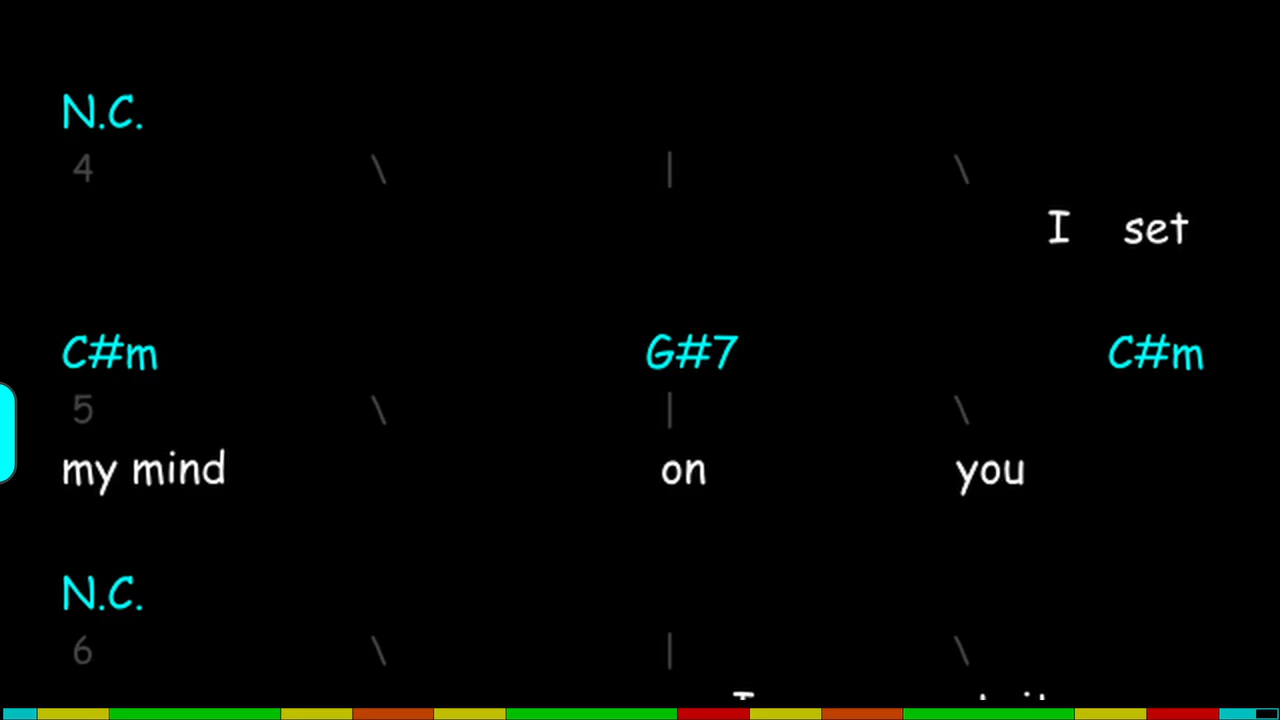 N.C.
4 \ | \
I set
C#m G#7 C#m
5 \ | \
my mind on you
N.C.
6 \ | \